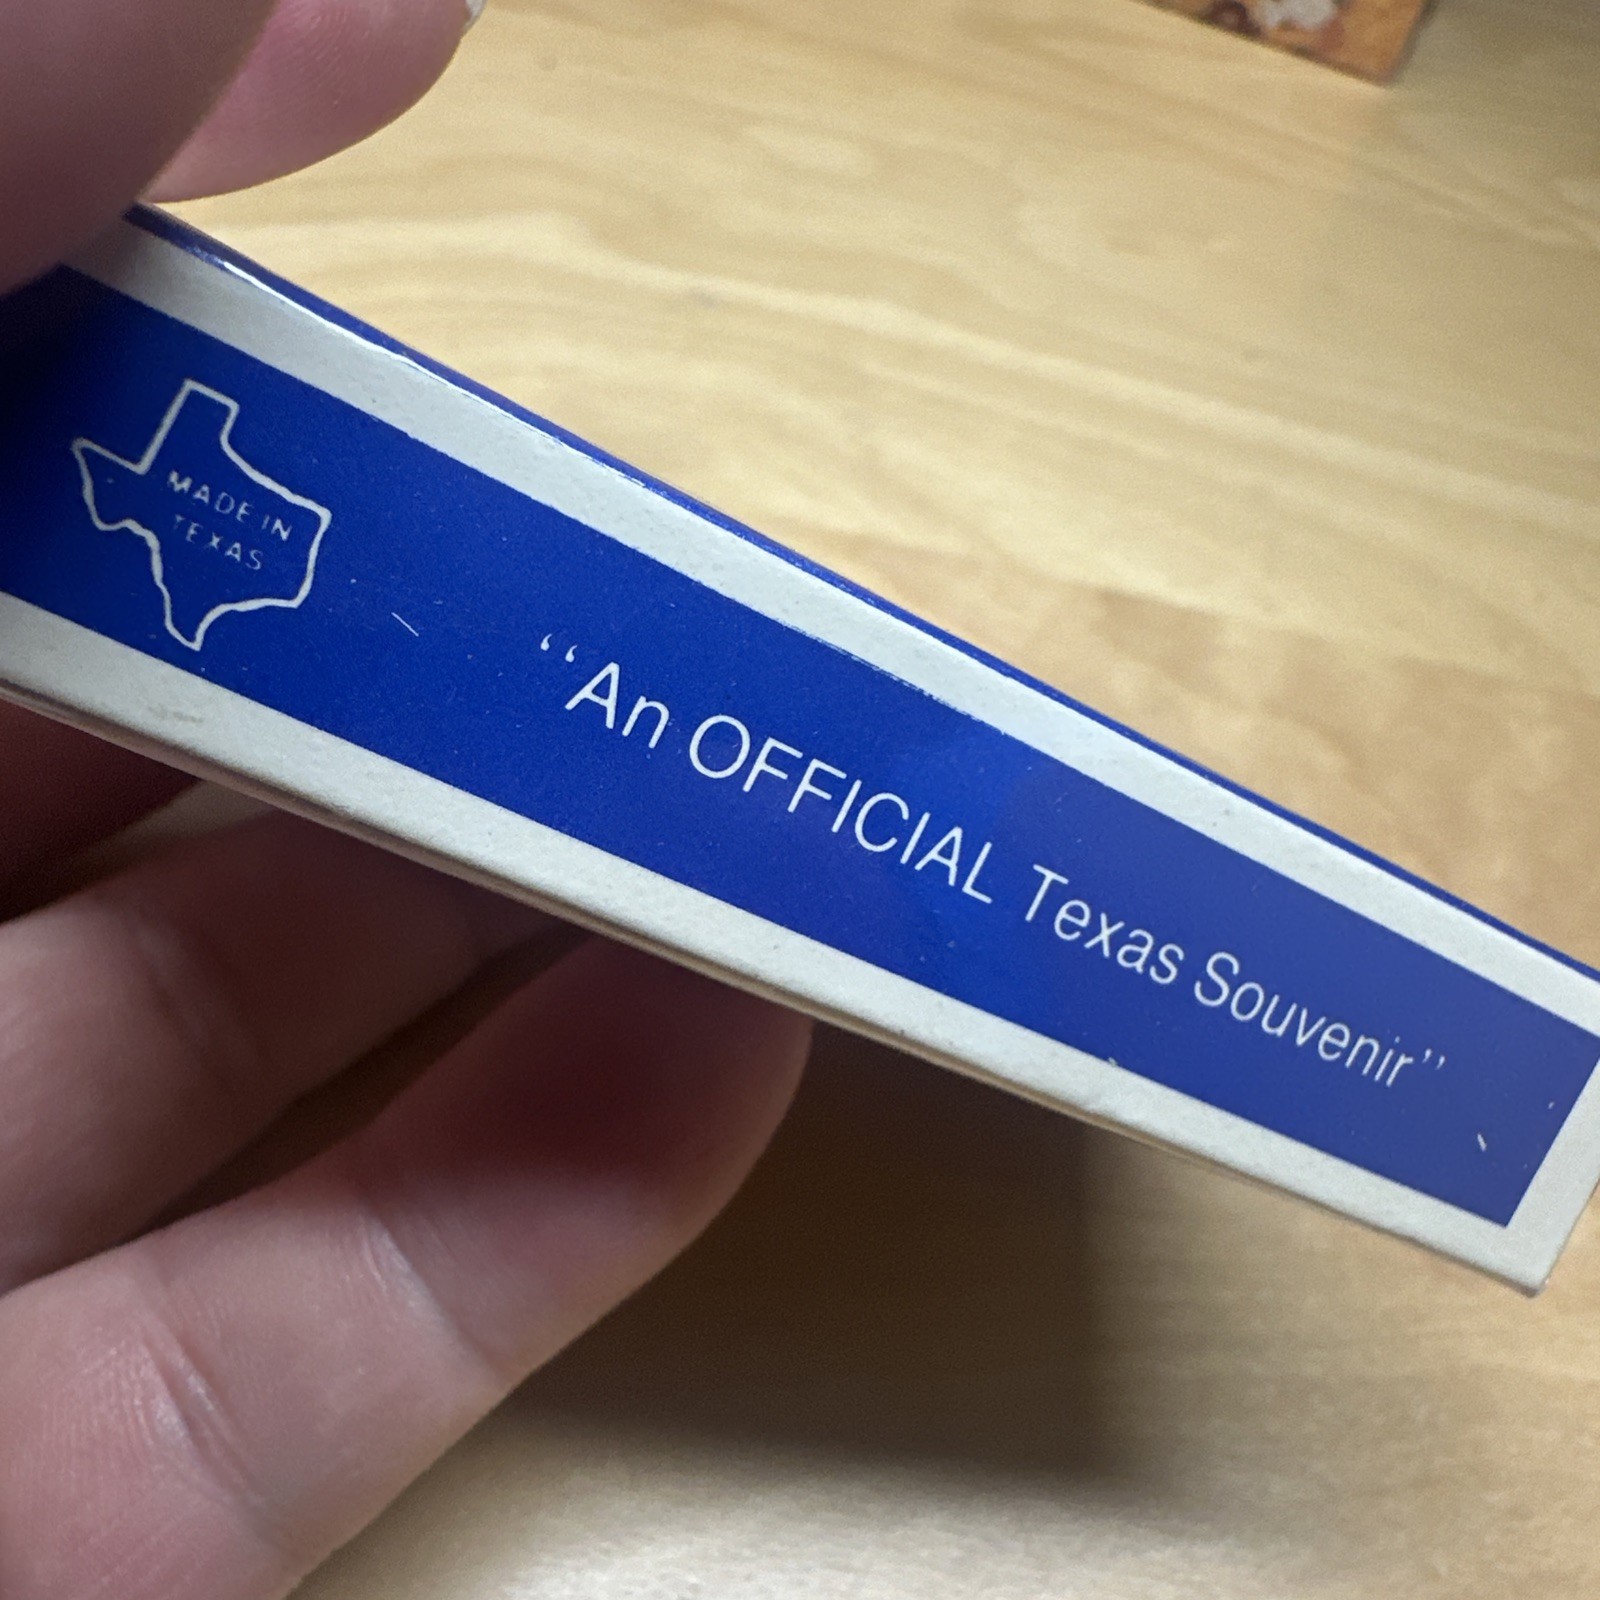 MADE IN
TEXAS
‘‘An OFFICIAL Texas Souvenir’’